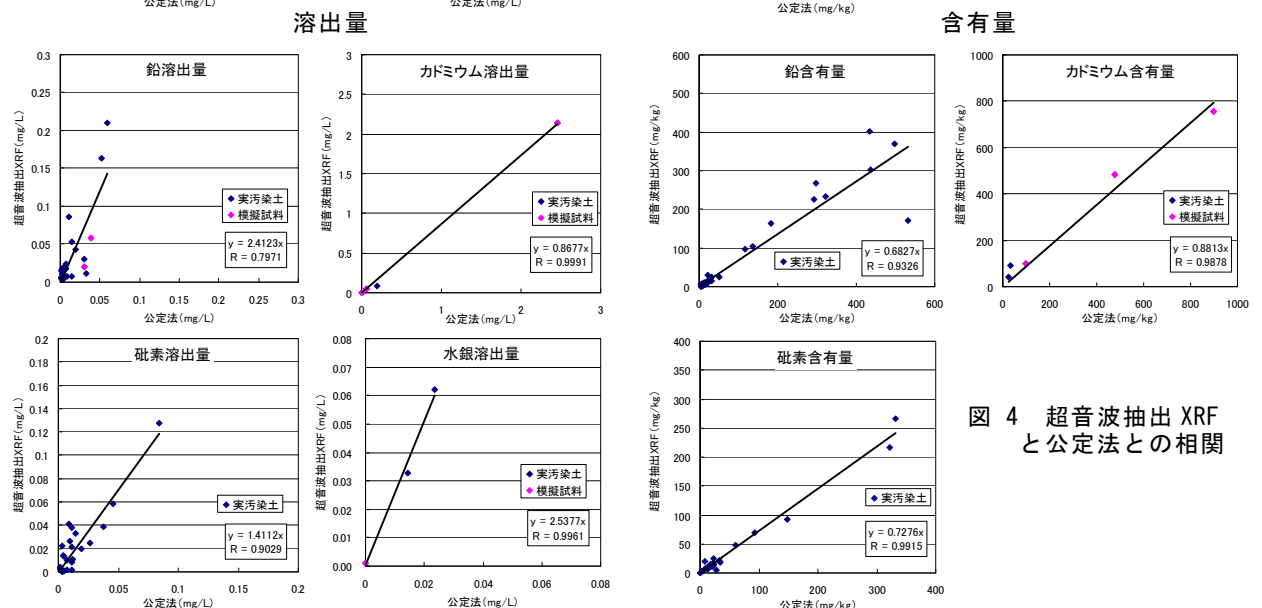 公定法(mg/L)
公定法(mg/L)
公定法(mg/kg)
溶出量
含有量
鉛溶出量
超音波抽出XRF(mg/L)
0.3
0.25
0.2
0.15
0.1
0.05
0
実汚染土
模擬試料
y = 2.4123x
R = 0.7971
0 0.05 0.1 0.15 0.2 0.25 0.3
公定法(mg/L)
カドミウム溶出量
超音波抽出XRF(mg/L)
3
2.5
2
1.5
1
0.5
0
実汚染土
模擬試料
y = 0.8677x
R = 0.9991
0 1 2 3
公定法(mg/L)
鉛含有量
超音波抽出XRF(mg/kg)
600
500
400
300
200
100
0
実汚染土
y = 0.6827x
R = 0.9326
0 200 400 600
公定法(mg/kg)
カドミウム含有量
超音波抽出XRF(mg/kg)
1000
800
600
400
200
0
実汚染土
模擬試料
y = 0.8813x
R = 0.9878
0 200 400 600 800 1000
公定法(mg/kg)
砒素溶出量
超音波抽出XRF(mg/L)
0.2
0.18
0.16
0.14
0.12
0.1
0.08
0.06
0.04
0.02
0
実汚染土
y = 1.4112x
R = 0.9029
0 0.05 0.1 0.15 0.2
公定法(mg/L)
水銀溶出量
超音波抽出XRF(mg/L)
0.08
0.07
0.06
0.05
0.04
0.03
0.02
0.01
0.00
実汚染土
模擬試料
y = 2.5377x
R = 0.9961
0 0.02 0.04 0.06 0.08
公定法(mg/L)
砒素含有量
超音波抽出XRF(mg/kg)
400
350
300
250
200
150
100
50
0
実汚染土
y = 0.7276x
R = 0.9915
0 100 200 300 400
公定法(mg/kg)
図 4 超音波抽出 XRF
と公定法との相関